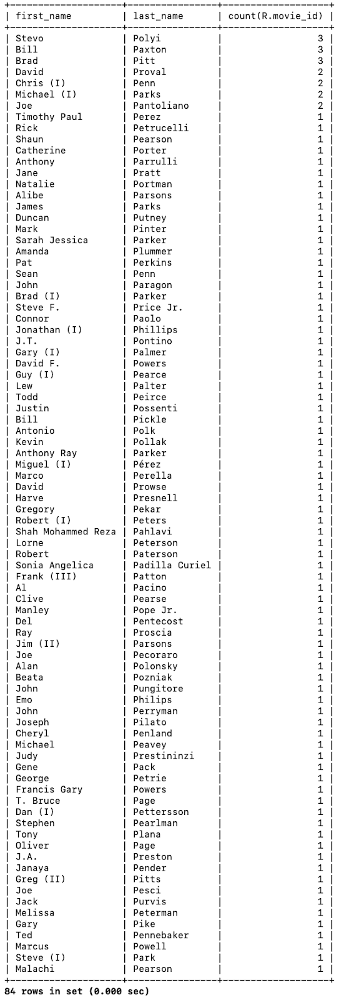 +--------------------+----------------+-------------------+
| first_name         | last_name      | count(R.movie_id) |
+--------------------+----------------+-------------------+
| Stevo              | Polyi          |                 3 |
| Bill               | Paxton         |                 3 |
| Brad               | Pitt           |                 3 |
| David              | Proval         |                 2 |
| Chris (I)          | Penn           |                 2 |
| Michael (I)        | Parks          |                 2 |
| Joe                | Pantoliano     |                 2 |
| Timothy Paul       | Perez          |                 1 |
| Rick               | Petrucelli     |                 1 |
| Shaun              | Pearson        |                 1 |
| Catherine          | Porter         |                 1 |
| Anthony            | Parrulli       |                 1 |
| Jane               | Pratt          |                 1 |
| Natalie            | Portman        |                 1 |
| Alibe              | Parsons        |                 1 |
| James              | Parks          |                 1 |
| Duncan             | Putney         |                 1 |
| Mark               | Pinter         |                 1 |
| Sarah Jessica      | Parker         |                 1 |
| Amanda             | Plummer        |                 1 |
| Pat                | Perkins        |                 1 |
| Sean               | Penn           |                 1 |
| John               | Paragon        |                 1 |
| Brad (I)           | Parker         |                 1 |
| Steve F.           | Price Jr.      |                 1 |
| Connor             | Paolo          |                 1 |
| Jonathan (I)       | Phillips       |                 1 |
| J.T.               | Pontino        |                 1 |
| Gary (I)           | Palmer         |                 1 |
| David F.           | Powers         |                 1 |
| Guy (I)            | Pearce         |                 1 |
| Lew                | Palter         |                 1 |
| Todd               | Peirce         |                 1 |
| Justin             | Possenti       |                 1 |
| Bill               | Pickle         |                 1 |
| Antonio            | Polk           |                 1 |
| Kevin              | Pollak         |                 1 |
| Anthony Ray        | Parker         |                 1 |
| Miguel (I)         | Pérez          |                 1 |
| Marco              | Perella        |                 1 |
| David              | Prowse         |                 1 |
| Harve              | Presnell       |                 1 |
| Gregory            | Pekar          |                 1 |
| Robert (I)         | Peters         |                 1 |
| Shah Mohammed Reza | Pahlavi        |                 1 |
| Lorne              | Peterson       |                 1 |
| Robert             | Paterson       |                 1 |
| Sonia Angelica     | Padilla Curiel |                 1 |
| Frank (III)        | Patton         |                 1 |
| Al                 | Pacino         |                 1 |
| Clive              | Pearse         |                 1 |
| Manley             | Pope Jr.       |                 1 |
| Del                | Pentecost      |                 1 |
| Ray                | Proscia        |                 1 |
| Jim (II)           | Parsons        |                 1 |
| Joe                | Pecoraro       |                 1 |
| Alan               | Polonsky       |                 1 |
| Beata              | Pozniak        |                 1 |
| John               | Pungitore      |                 1 |
| Emo                | Philips        |                 1 |
| John               | Perryman       |                 1 |
| Joseph             | Pilato         |                 1 |
| Cheryl             | Penland        |                 1 |
| Michael            | Peavey         |                 1 |
| Judy               | Prestininzi    |                 1 |
| Gene               | Pack           |                 1 |
| George             | Petrie         |                 1 |
| Francis Gary       | Powers         |                 1 |
| T. Bruce           | Page           |                 1 |
| Dan (I)            | Pettersson     |                 1 |
| Stephen            | Pearlman       |                 1 |
| Tony               | Plana          |                 1 |
| Oliver             | Page           |                 1 |
| J.A.               | Preston        |                 1 |
| Janaya             | Pender         |                 1 |
| Greg (II)          | Pitts          |                 1 |
| Joe                | Pesci          |                 1 |
| Jack               | Purvis         |                 1 |
| Melissa            | Peterman       |                 1 |
| Gary               | Pike           |                 1 |
| Ted                | Pennebaker     |                 1 |
| Marcus             | Powell         |                 1 |
| Steve (I)          | Park           |                 1 |
| Malachi            | Pearson        |                 1 |
+--------------------+----------------+-------------------+
84 rows in set (0.000 sec)